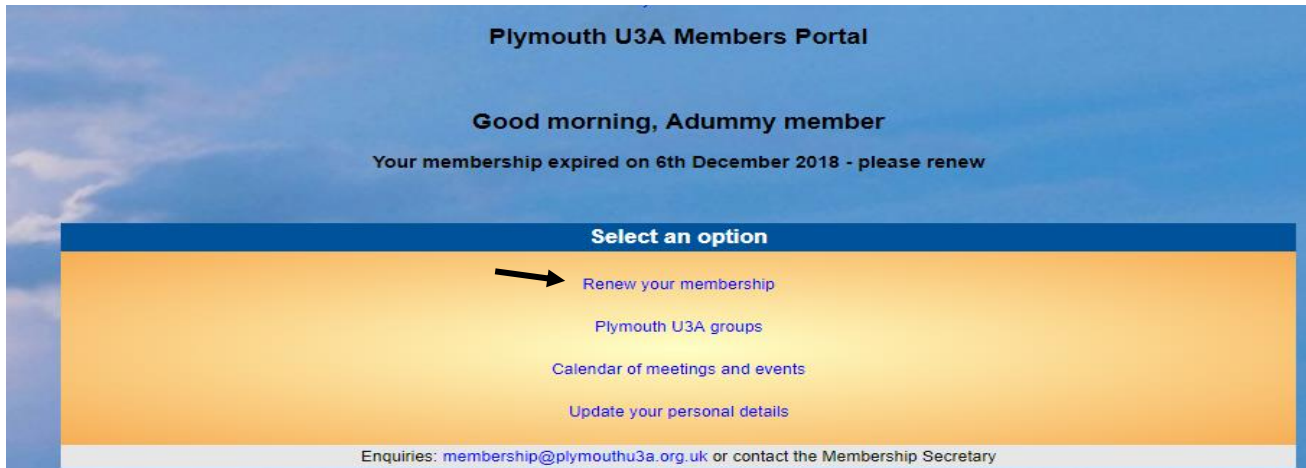 Plymouth U3A Members Portal
Good morning, Adummy member
Your membership expired on 6th December 2018 - please renew
Select an option
Renew your membership
Plymouth U3A groups
Calendar of meetings and events
Update your personal details
Enquiries: membership@plymouthu3a.org.uk or contact the Membership Secretary